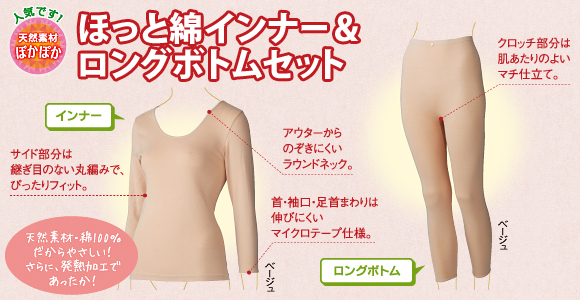 人気です!
天然素材
ぽかぽか
ほっと綿インナー&
ロングボトムセット
インナー
サイド部分は
継ぎ目のない丸編みで、
ぴったりフィット。
アウターから
のぞきにくい
ラウンドネック。
首・袖口・足首まわりは
伸びにくい
マイクロテープ仕様。
クロッチ部分は
肌あたりのよい
マチ仕立て。
天然素材・綿100%
だからやさしい!
さらに、発熱加工で
あったか!
ベージュ
ロングボトム
ベージュ